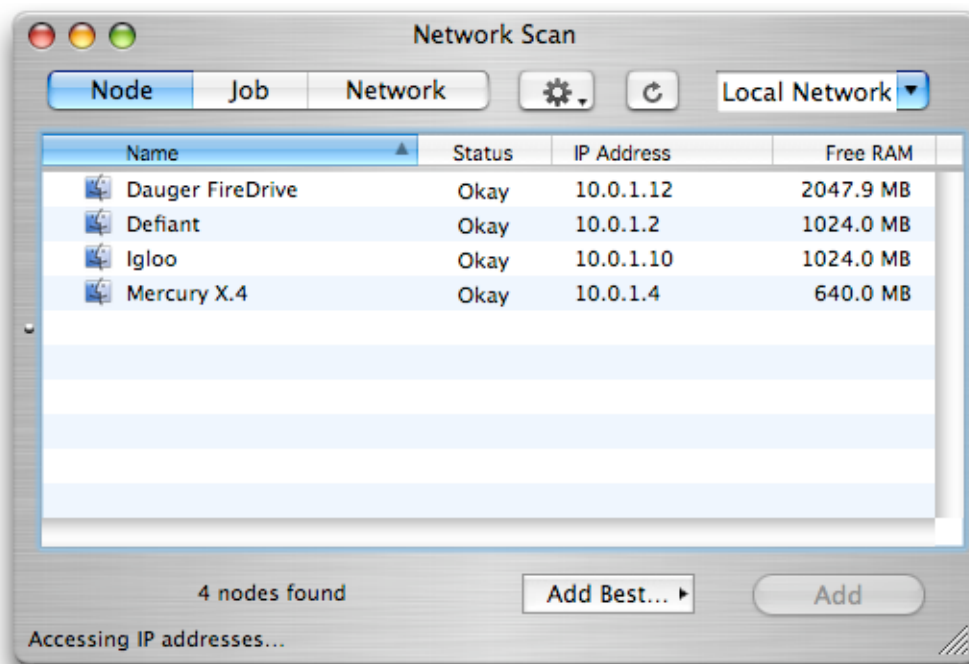 Network Scan
Node Job Network Local Network
Name Status IP Address Free RAM
Dauger FireDrive Okay 10.0.1.12 2047.9 MB
Defiant Okay 10.0.1.2 1024.0 MB
Igloo Okay 10.0.1.10 1024.0 MB
Mercury X.4 Okay 10.0.1.4 640.0 MB
4 nodes found Add Best... Add
Accessing IP addresses...